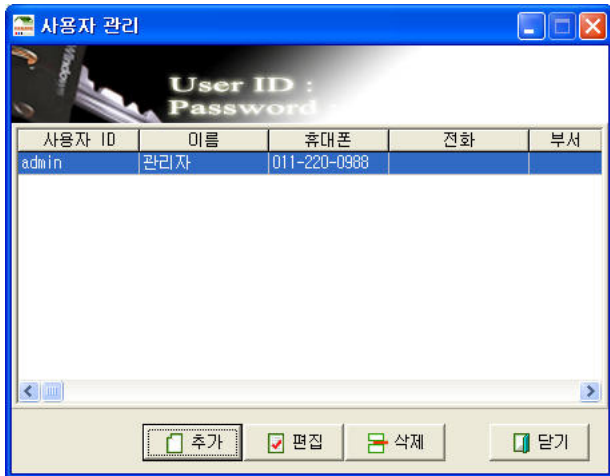 사용자 관리
Windows
User ID :
Password :
사용자 ID 이름 휴대폰 전화 부서
admin 관리자 011-220-0988
추가 편집 삭제 닫기